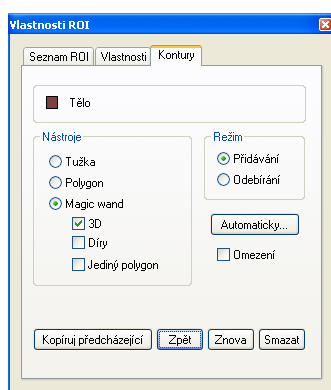 Vlastnosti ROI
Seznam ROI Vlastnosti Kontury
Tělo
Nástroje
Režim
Tužka
Polygon
Magic wand
3D
Díry
Jediný polygon
Přidávání
Odebírání
Automaticky...
Omezení
Kopíruj předcházející Zpět Znova Smazat